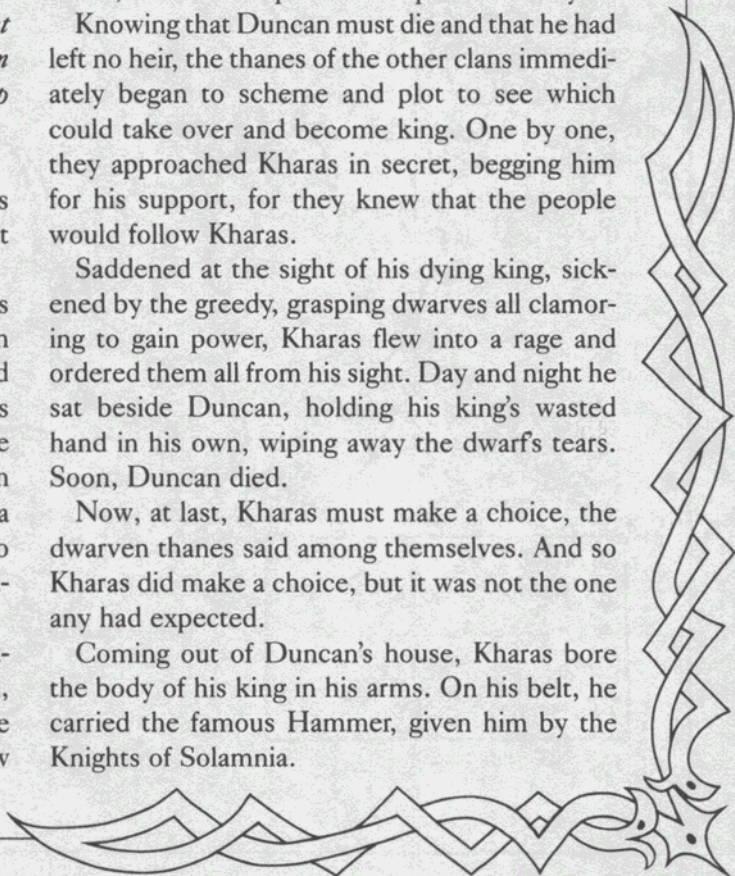 Knowing that Duncan must die and that he had
left no heir, the thanes of the other clans immedi-
ately began to scheme and plot to see which
could take over and become king. One by one,
they approached Kharas in secret, begging him
for his support, for they knew that the people
would follow Kharas.
Saddened at the sight of his dying king, sick-
ened by the greedy, grasping dwarves all clamor-
ing to gain power, Kharas flew into a rage and
ordered them all from his sight. Day and night he
sat beside Duncan, holding his king's wasted
hand in his own, wiping away the dwarf's tears.
Soon, Duncan died.
Now, at last, Kharas must make a choice, the
dwarven thanes said among themselves. And so
Kharas did make a choice, but it was not the one
any had expected.
Coming out of Duncan's house, Kharas bore
the body of his king in his arms. On his belt, he
carried the famous Hammer, given him by the
Knights of Solamnia.